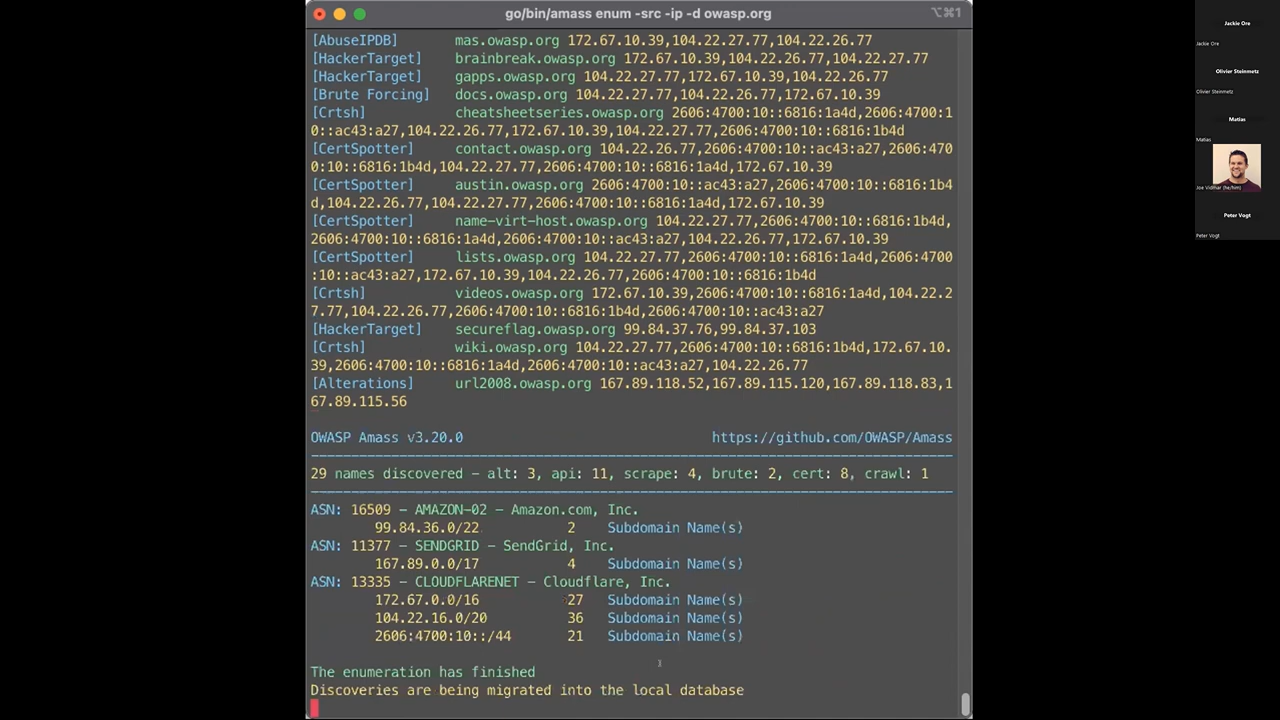 go/bin/amass enum -src -ip -d owasp.org
⌥⌘1
[AbuseIPDB] mas.owasp.org 172.67.10.39,104.22.27.77,104.22.26.77
[HackerTarget] brainbreak.owasp.org 172.67.10.39,104.22.26.77,104.22.27.77
[HackerTarget] gapps.owasp.org 104.22.27.77,172.67.10.39,104.22.26.77
[Brute Forcing] docs.owasp.org 104.22.27.77,104.22.26.77,172.67.10.39
[Crtsh] cheatsheetseries.owasp.org 2606:4700:10::6816:1a4d,2606:4700:1
0::ac43:a27,104.22.26.77,172.67.10.39,104.22.27.77,2606:4700:10::6816:1b4d
[CertSpotter] contact.owasp.org 104.22.26.77,2606:4700:10::ac43:a27,2606:470
0:10::6816:1b4d,104.22.27.77,2606:4700:10::6816:1a4d,172.67.10.39
[CertSpotter] austin.owasp.org 2606:4700:10::ac43:a27,2606:4700:10::6816:1b4
d,104.22.26.77,104.22.27.77,2606:4700:10::6816:1a4d,172.67.10.39
[CertSpotter] name-virt-host.owasp.org 104.22.27.77,2606:4700:10::6816:1b4d,
2606:4700:10::6816:1a4d,2606:4700:10::ac43:a27,104.22.26.77,172.67.10.39
[CertSpotter] lists.owasp.org 104.22.27.77,2606:4700:10::6816:1a4d,2606:4700
:10::ac43:a27,172.67.10.39,104.22.26.77,2606:4700:10::6816:1b4d
[Crtsh] videos.owasp.org 172.67.10.39,2606:4700:10::6816:1a4d,104.22.2
7.77,104.22.26.77,2606:4700:10::6816:1b4d,2606:4700:10::ac43:a27
[HackerTarget] secureflag.owasp.org 99.84.37.76,99.84.37.103
[Crtsh] wiki.owasp.org 104.22.27.77,2606:4700:10::6816:1b4d,172.67.10.
39,2606:4700:10::6816:1a4d,2606:4700:10::ac43:a27,104.22.26.77
[Alterations] url2008.owasp.org 167.89.118.52,167.89.115.120,167.89.118.83,1
67.89.115.56
OWASP Amass v3.20.0 https://github.com/OWASP/Amass
29 names discovered - alt: 3, api: 11, scrape: 4, brute: 2, cert: 8, crawl: 1
ASN: 16509 - AMAZON-02 - Amazon.com, Inc.
99.84.36.0/22 2 Subdomain Name(s)
ASN: 11377 - SENDGRID - SendGrid, Inc.
167.89.0.0/17 4 Subdomain Name(s)
ASN: 13335 - CLOUDFLARENET - Cloudflare, Inc.
172.67.0.0/16 27 Subdomain Name(s)
104.22.16.0/20 36 Subdomain Name(s)
2606:4700:10::/44 21 Subdomain Name(s)
The enumeration has finished
Discoveries are being migrated into the local database
Jackie Ore
Jackie Ore
Olivier Steinmetz
Olivier Steinmetz
Matias
Matias
Joe Vidmar (he/him)
Peter Vogt
Peter Vogt